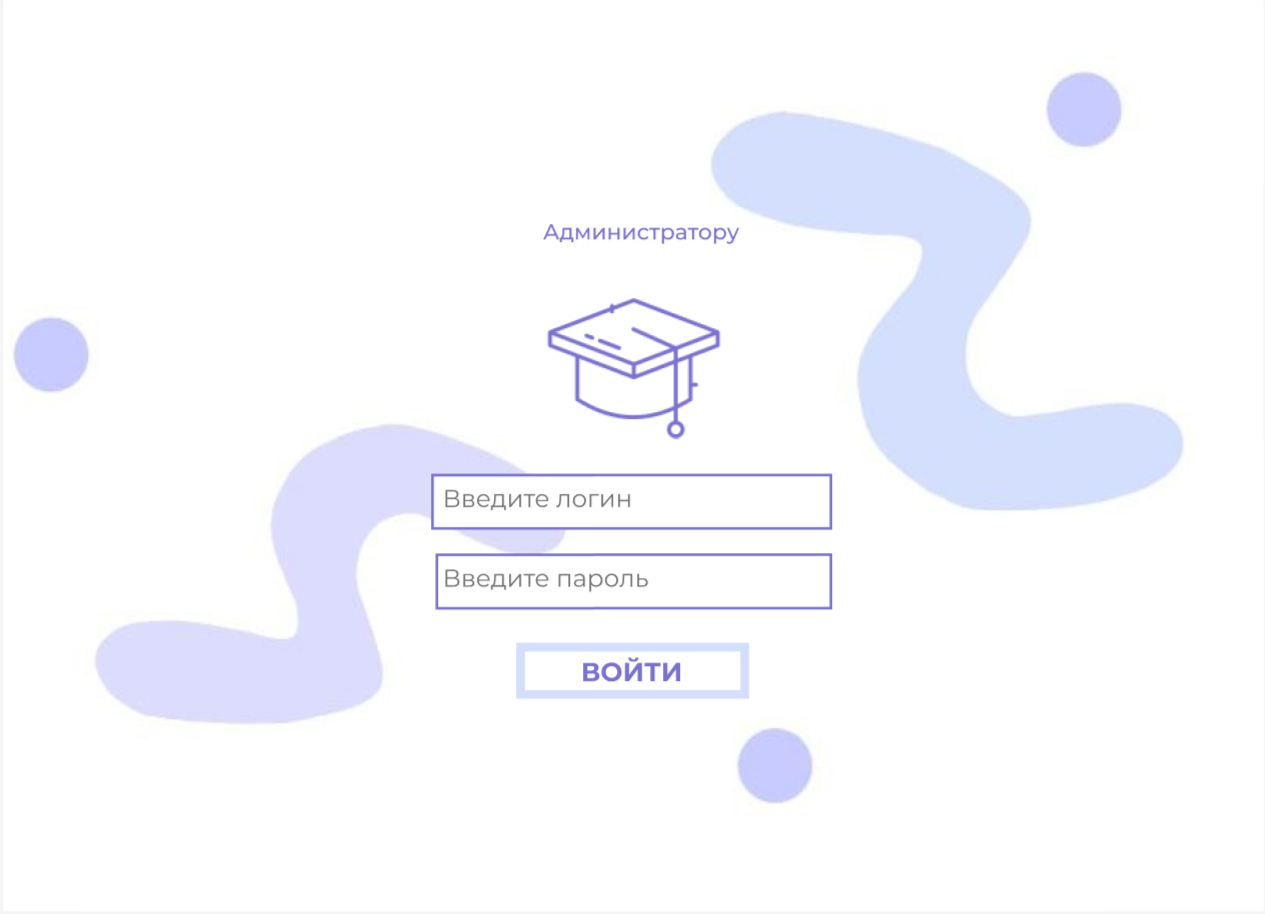 Администратору
Введите логин
Введите пароль
ВОЙТИ